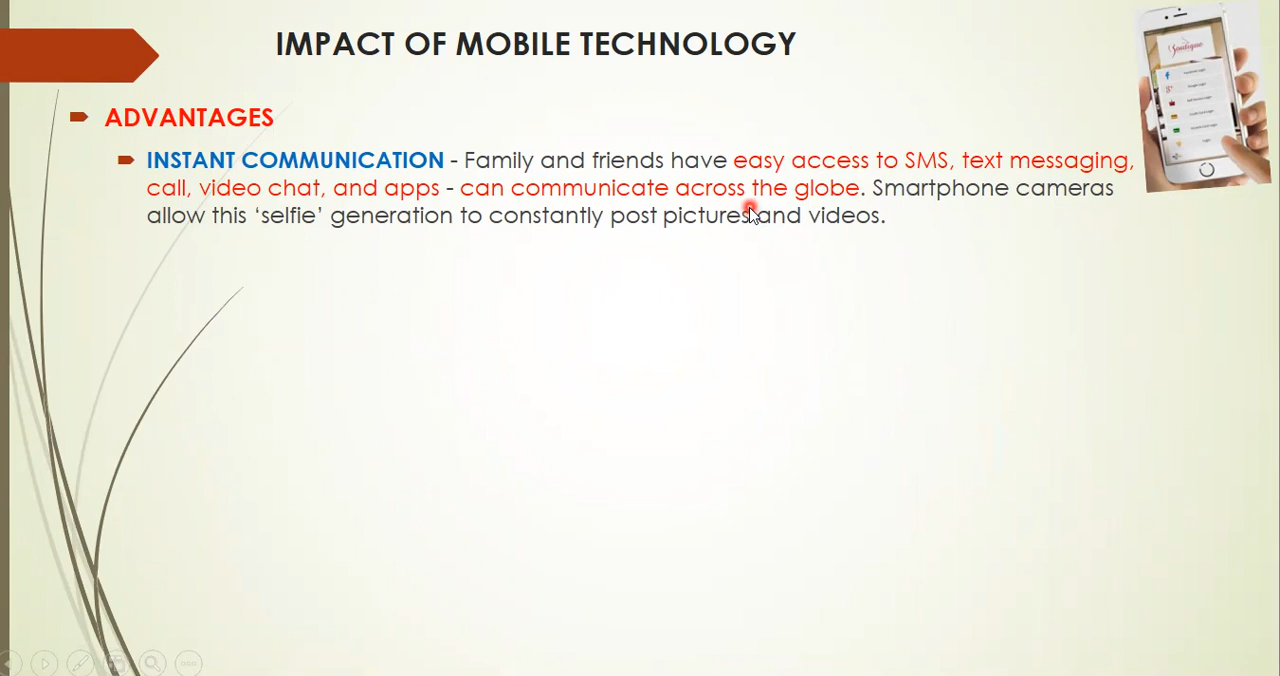 IMPACT OF MOBILE TECHNOLOGY
ADVANTAGES
INSTANT COMMUNICATION - Family and friends have easy access to SMS, text messaging,
call, video chat, and apps - can communicate across the globe. Smartphone cameras
allow this ‘selfie’ generation to constantly post pictures and videos.